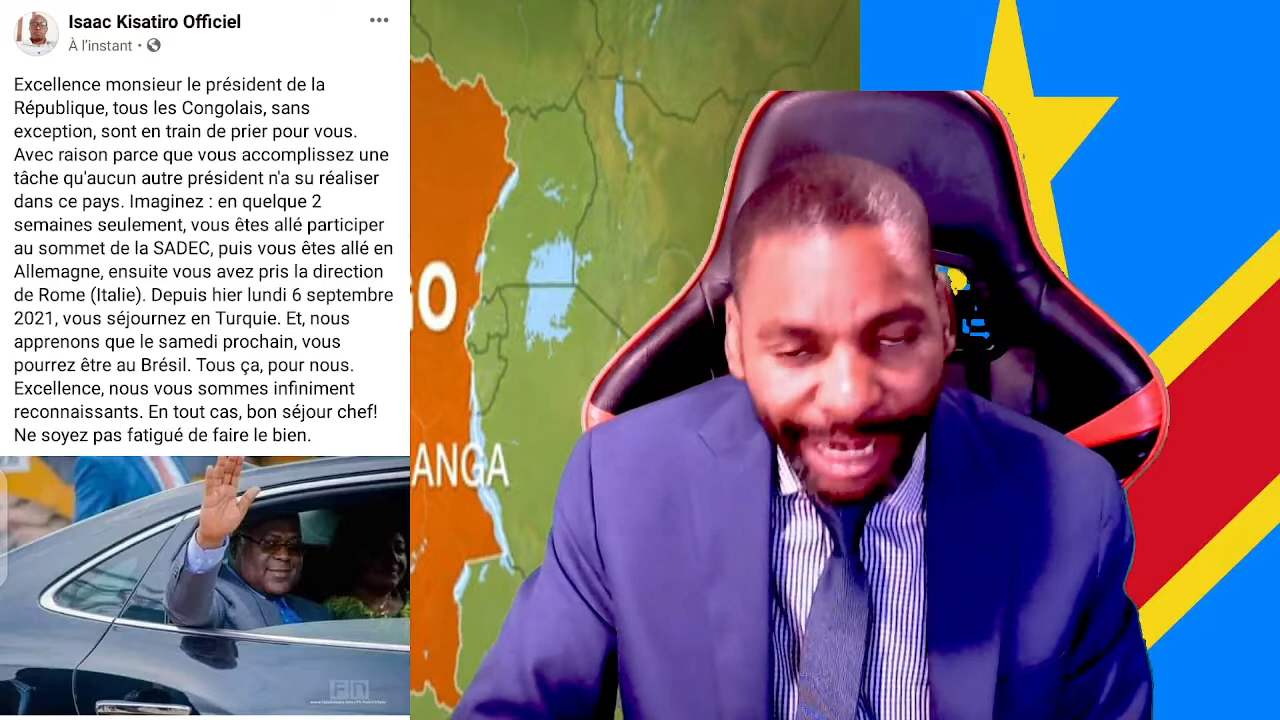 Isaac Kisatiro Officiel
À l'instant
Excellence monsieur le président de la
République, tous les Congolais, sans
exception, sont en train de prier pour vous.
Avec raison parce que vous accomplissez une
tâche qu'aucun autre président n'a su réaliser
dans ce pays. Imaginez : en quelque 2
semaines seulement, vous êtes allé participer
au sommet de la SADEC, puis vous êtes allé en
Allemagne, ensuite vous avez pris la direction
de Rome (Italie). Depuis hier lundi 6 septembre
2021, vous séjournez en Turquie. Et, nous
apprenons que le samedi prochain, vous
pourrez être au Brésil. Tous ça, pour nous.
Excellence, nous vous sommes infiniment
reconnaissants. En tout cas, bon séjour chef!
Ne soyez pas fatigué de faire le bien.
GO
ANGA